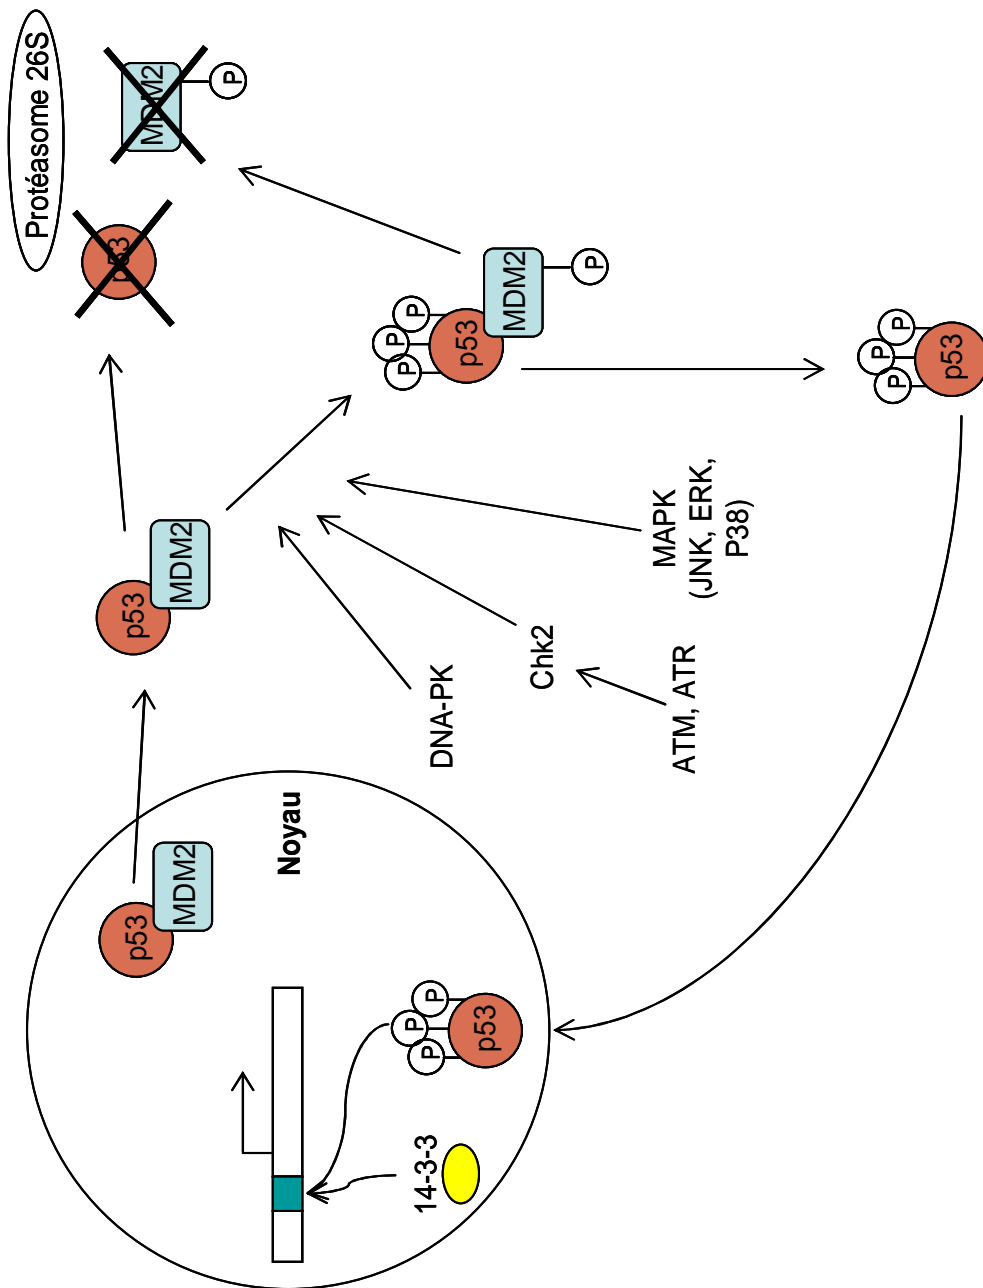 Protéasome 26S
p53
MDM2
p53
MDM2
p53
MDM2
P
Noyau
P
P
P
p53
MDM2
P
14-3-3
P
P
P
p53
DNA-PK
Chk2
ATM, ATR
MAPK
(JNK, ERK,
P38)
P
P
P
p53